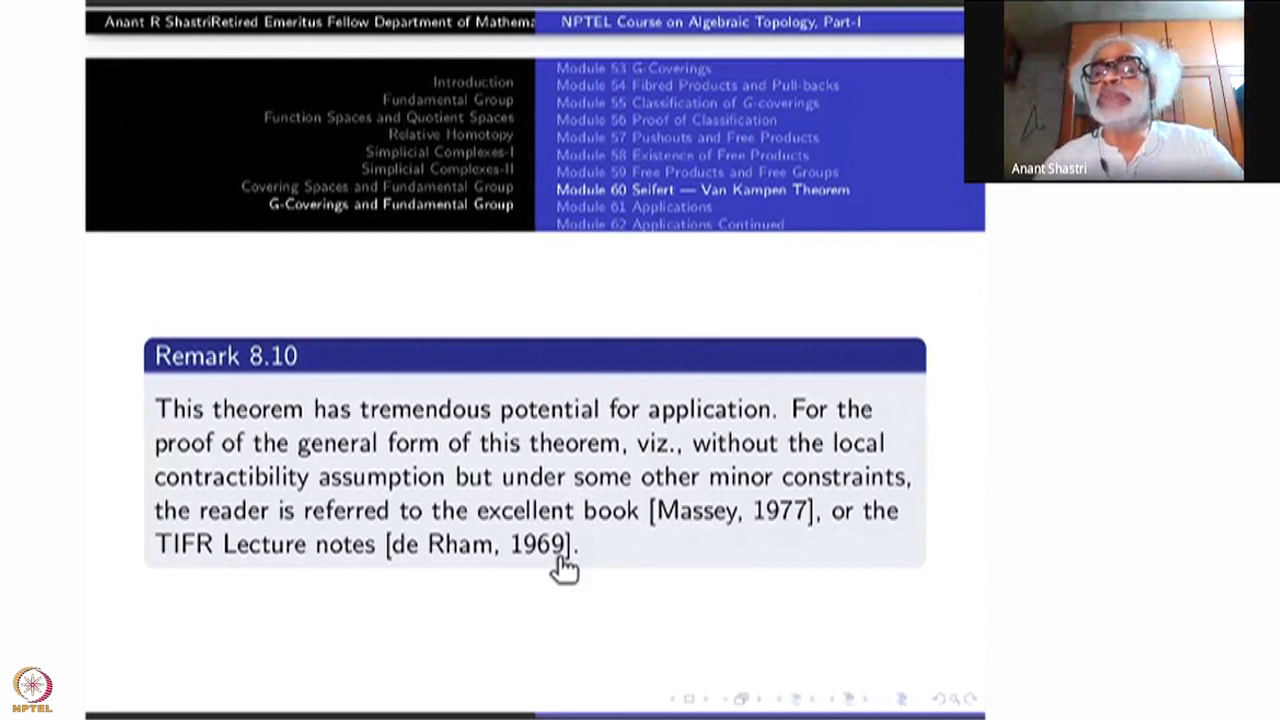 Anant R ShastriRetired Emeritus Fellow Department of Mathema
NPTEL Course on Algebraic Topology, Part-I
Introduction
Fundamental Group
Function Spaces and Quotient Spaces
Relative Homotopy
Simplicial Complexes-I
Simplicial Complexes-II
Covering Spaces and Fundamental Group
G-Coverings and Fundamental Group
Module 53 G-Coverings
Module 54 Fibred Products and Pull-backs
Module 55 Classification of G-coverings
Module 56 Proof of Classification
Module 57 Pushouts and Free Products
Module 58 Existence of Free Products
Module 59 Free Products and Free Groups
Module 60 Seifert — Van Kampen Theorem
Module 61 Applications
Module 62 Applications Continued
Anant Shastri
Remark 8.10
This theorem has tremendous potential for application. For the
proof of the general form of this theorem, viz., without the local
contractibility assumption but under some other minor constraints,
the reader is referred to the excellent book [Massey, 1977], or the
TIFR Lecture notes [de Rham, 1969].
NPTEL